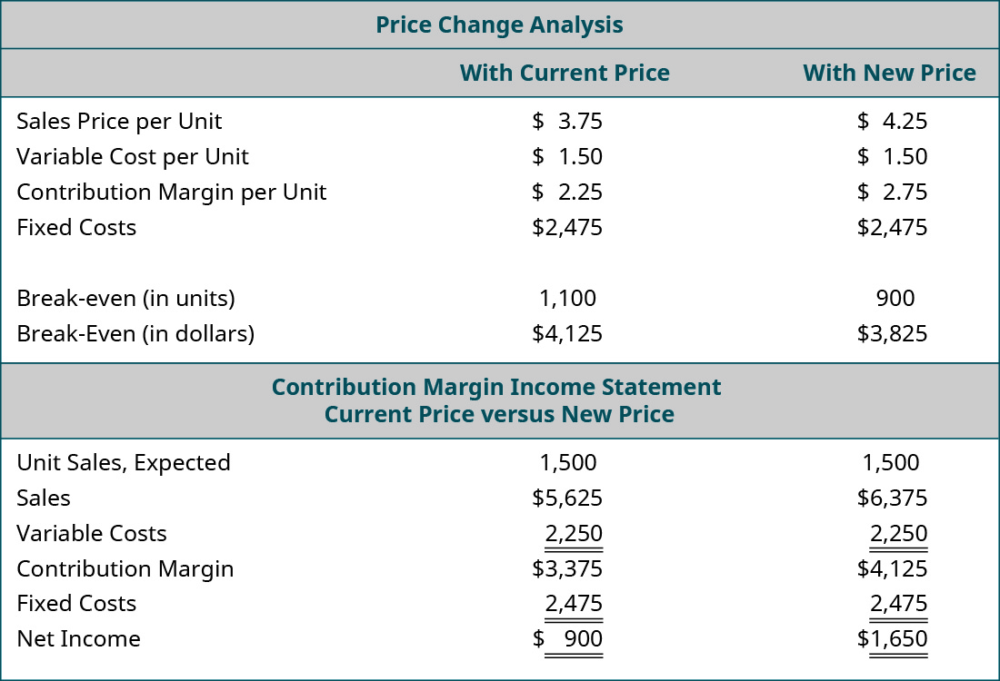 Price Change Analysis
With Current Price With New Price
Sales Price per Unit $ 3.75 $ 4.25
Variable Cost per Unit $ 1.50 $ 1.50
Contribution Margin per Unit $ 2.25 $ 2.75
Fixed Costs $2,475 $2,475
Break-even (in units) 1,100 900
Break-Even (in dollars) $4,125 $3,825
Contribution Margin Income Statement
Current Price versus New Price
Unit Sales, Expected 1,500 1,500
Sales $5,625 $6,375
Variable Costs 2,250 2,250
Contribution Margin $3,375 $4,125
Fixed Costs 2,475 2,475
Net Income $ 900 $1,650